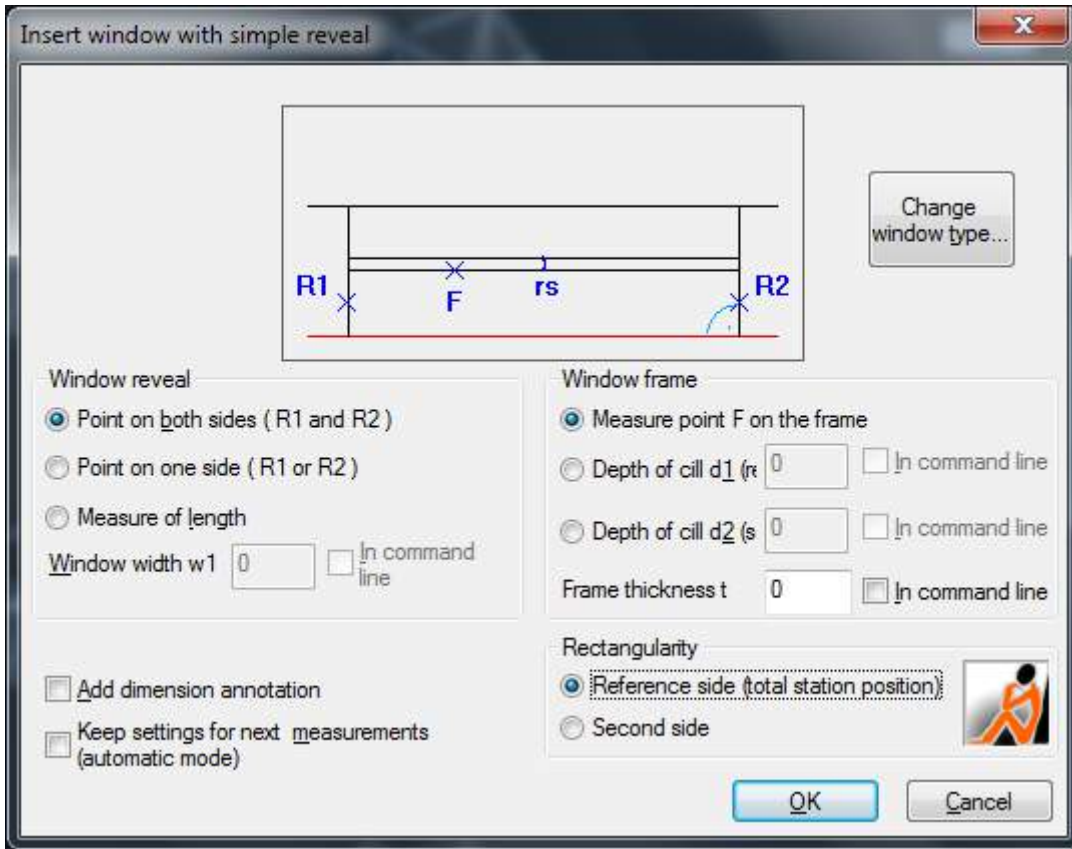 Insert window with simple reveal
Change
window type...
R1
F
rs
R2
Window reveal
Point on both sides ( R1 and R2 )
Point on one side ( R1 or R2 )
Measure of length
Window width w1 0 In command
line
Window frame
Measure point F on the frame
Depth of cill d1 (re 0 In command line
Depth of cill d2 (s 0 In command line
Frame thickness t 0 In command line
Rectangularity
Reference side (total station position)
Second side
Add dimension annotation
Keep settings for next measurements
(automatic mode)
OK Cancel